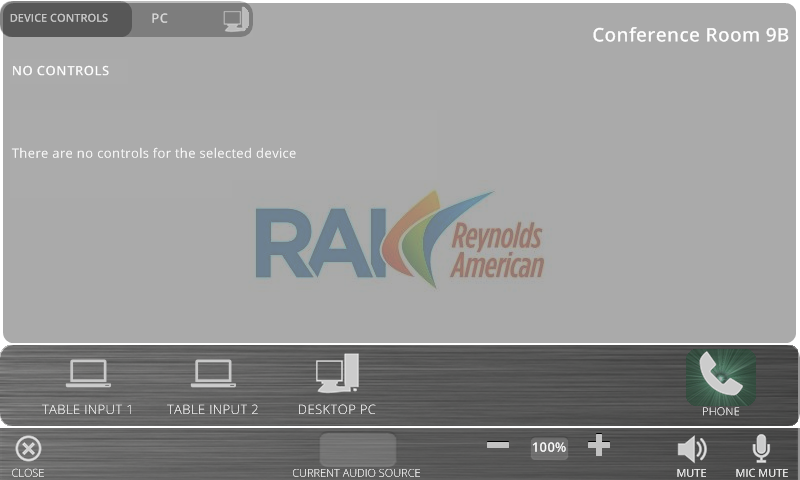 DEVICE CONTROLS
PC
Conference Room 9B
NO CONTROLS
There are no controls for the selected device
RAI
Reynolds
American
TABLE INPUT 1
TABLE INPUT 2
DESKTOP PC
PHONE
CLOSE
CURRENT AUDIO SOURCE
100%
MUTE
MIC MUTE